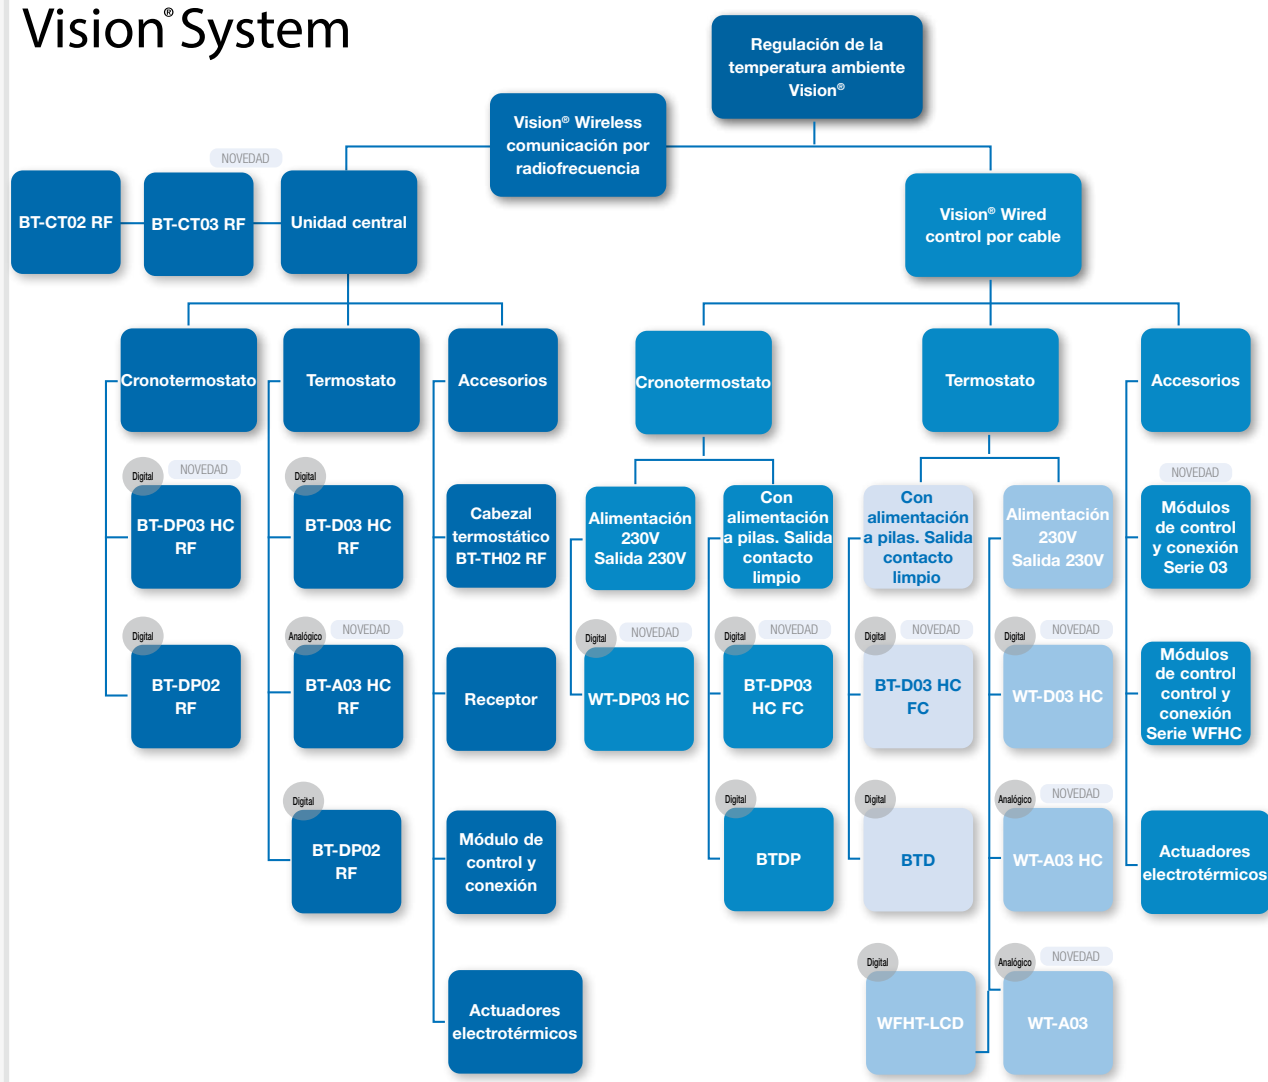 Vision® System
Regulación de la
temperatura ambiente
Vision®
Vision® Wireless
comunicación por
radiofrecuencia
NOVEDAD
BT-CT02 RF
BT-CT03 RF
Unidad central
Vision® Wired
control por cable
Cronotermostato
Termostato
Accesorios
Cronotermostato
Termostato
Accesorios
Digital
NOVEDAD
BT-DP03 HC
RF
Digital
BT-D03 HC
RF
Cabezal
termostático
BT-TH02 RF
Alimentación
230V
Salida 230V
Con
alimentación
a pilas. Salida
contacto
limpio
Con
alimentación
a pilas. Salida
contacto
limpio
Alimentación
230V
Salida 230V
NOVEDAD
Módulos
de control
y conexión
Serie 03
Digital
BT-DP02
RF
Analógico
NOVEDAD
BT-A03 HC
RF
Receptor
Digital
NOVEDAD
WT-DP03 HC
Digital
NOVEDAD
BT-DP03
HC FC
Digital
NOVEDAD
BT-D03 HC
FC
Digital
NOVEDAD
WT-D03 HC
Módulos
de control
control y
conexión
Serie WFHC
Digital
BT-DP02
RF
Módulo de
control y
conexión
Digital
BTDP
Digital
BTD
Analógico
NOVEDAD
WT-A03 HC
Actuadores
electrotérmicos
Actuadores
electrotérmicos
Digital
WFHT-LCD
Analógico
NOVEDAD
WT-A03